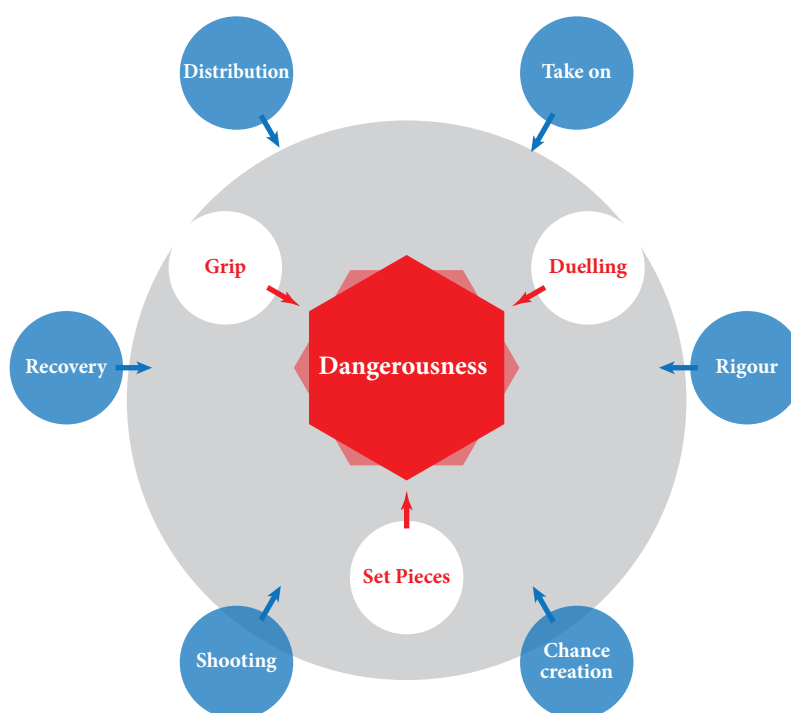 Distribution
Take on
Grip
Duelling
Recovery
Dangerousness
Rigour
Set Pieces
Shooting
Chance
creation